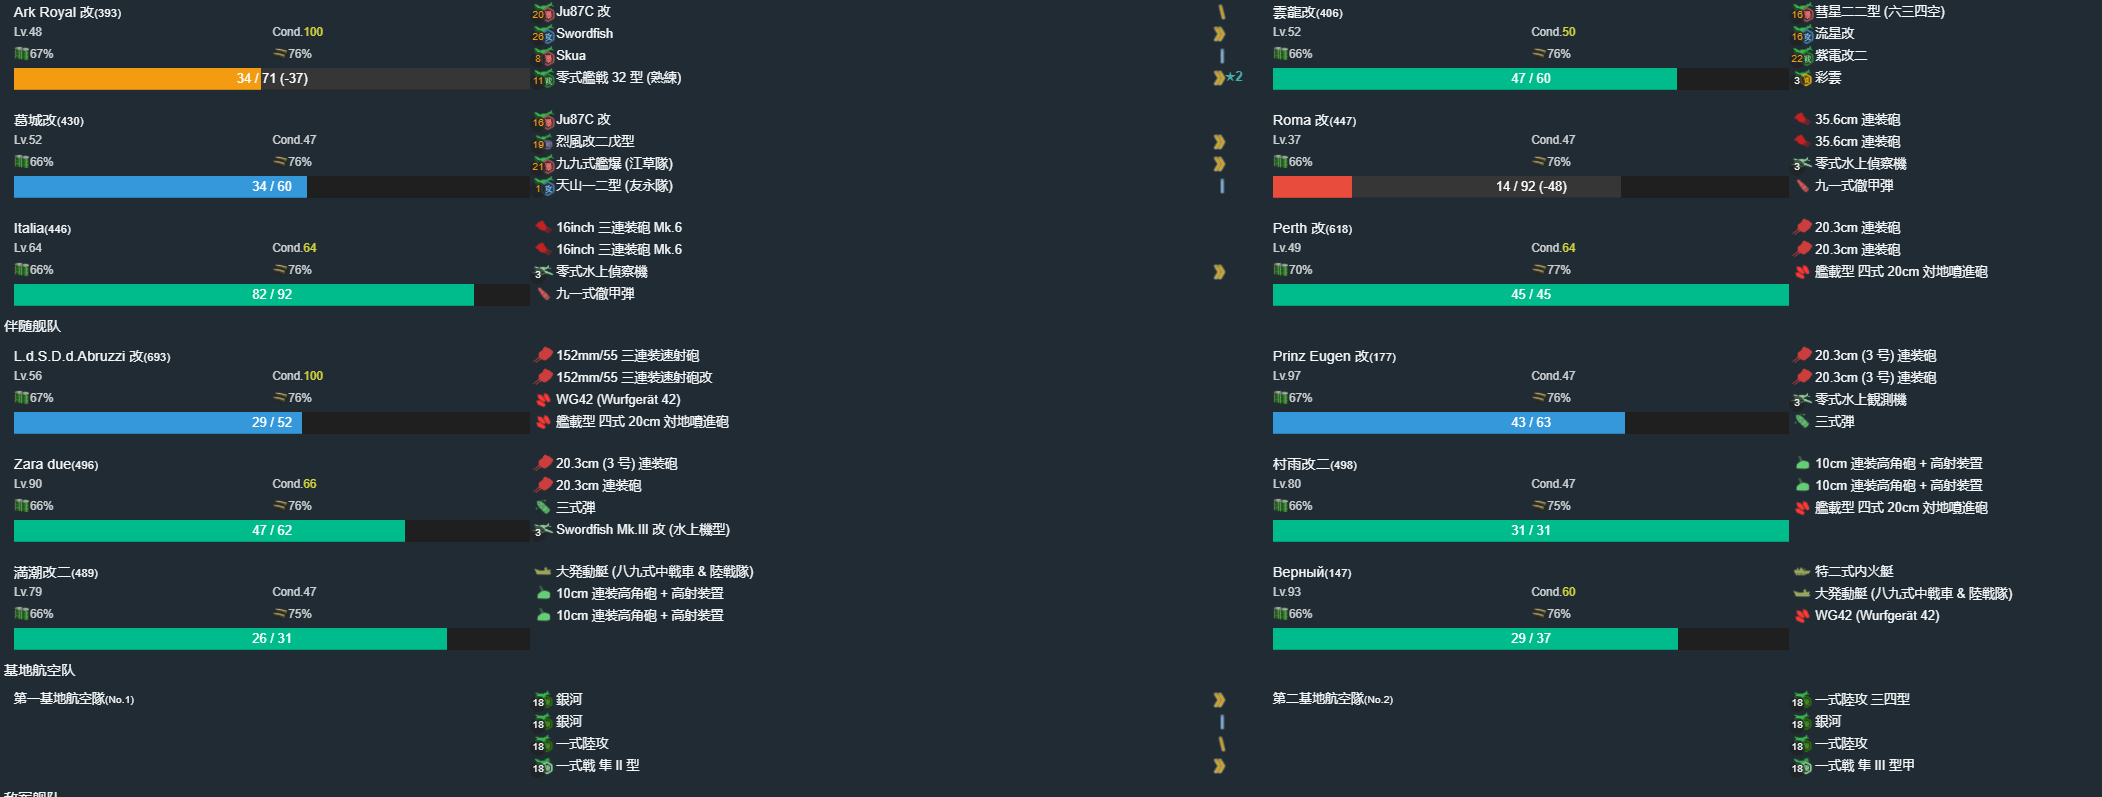 Ark Royal 改(393)
Lv.48 Cond.100
67% 76%
34 / 71 (-37)
20 Ju87C 改
26 Swordfish
8 Skua
11 零式艦戦 32 型 (熟練) ★2
雲龍改(406)
Lv.52 Cond.50
66% 76%
47 / 60
16 彗星二二型 (六三四空)
16 流星改
22 紫電改二
3 彩雲
葛城改(430)
Lv.52 Cond.47
66% 76%
34 / 60
16 Ju87C 改
19 烈風改二戊型
21 九九式艦爆 (江草隊)
1 天山一二型 (友永隊)
Roma 改(447)
Lv.37 Cond.47
66% 76%
14 / 92 (-48)
35.6cm 連装砲
35.6cm 連装砲
3 零式水上偵察機
九一式徹甲弾
Italia(446)
Lv.64 Cond.64
66% 76%
82 / 92
16inch 三連装砲 Mk.6
16inch 三連装砲 Mk.6
3 零式水上偵察機
九一式徹甲弾
Perth 改(618)
Lv.49 Cond.64
70% 77%
45 / 45
20.3cm 連装砲
20.3cm 連装砲
艦載型 四式 20cm 対地噴進砲
伴随舰队
L.d.S.D.d.Abruzzi 改(693)
Lv.56 Cond.100
67% 76%
29 / 52
152mm/55 三連装速射砲
152mm/55 三連装速射砲改
WG42 (Wurfgerät 42)
艦載型 四式 20cm 対地噴進砲
Prinz Eugen 改(177)
Lv.97 Cond.47
67% 76%
43 / 63
20.3cm (3 号) 連装砲
20.3cm (3 号) 連装砲
3 零式水上観測機
三式弾
Zara due(496)
Lv.90 Cond.66
66% 76%
47 / 62
20.3cm (3 号) 連装砲
20.3cm 連装砲
三式弾
3 Swordfish Mk.III 改 (水上機型)
村雨改二(498)
Lv.80 Cond.47
66% 75%
31 / 31
10cm 連装高角砲 + 高射装置
10cm 連装高角砲 + 高射装置
艦載型 四式 20cm 対地噴進砲
満潮改二(489)
Lv.79 Cond.47
66% 75%
26 / 31
大発動艇 (八九式中戦車 & 陸戦隊)
10cm 連装高角砲 + 高射装置
10cm 連装高角砲 + 高射装置
Верный(147)
Lv.93 Cond.60
66% 76%
29 / 37
特二式内火艇
大発動艇 (八九式中戦車 & 陸戦隊)
WG42 (Wurfgerät 42)
基地航空队
第一基地航空隊(No.1)
18 銀河
18 銀河
18 一式陸攻
18 一式戦 隼 II 型
第二基地航空隊(No.2)
18 一式陸攻 三四型
18 銀河
18 一式陸攻
18 一式戦 隼 III 型甲